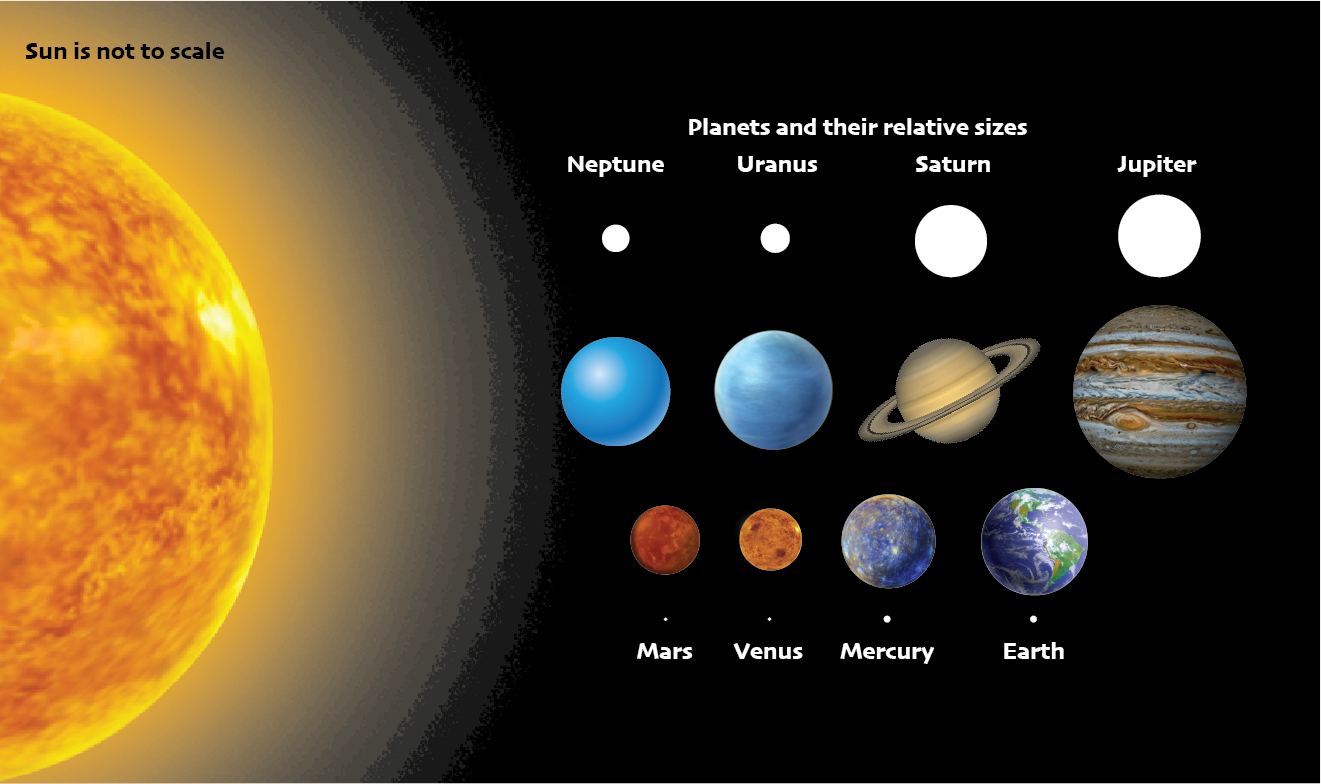 Sun is not to scale
Planets and their relative sizes
Neptune Uranus Saturn Jupiter
Mars Venus Mercury Earth